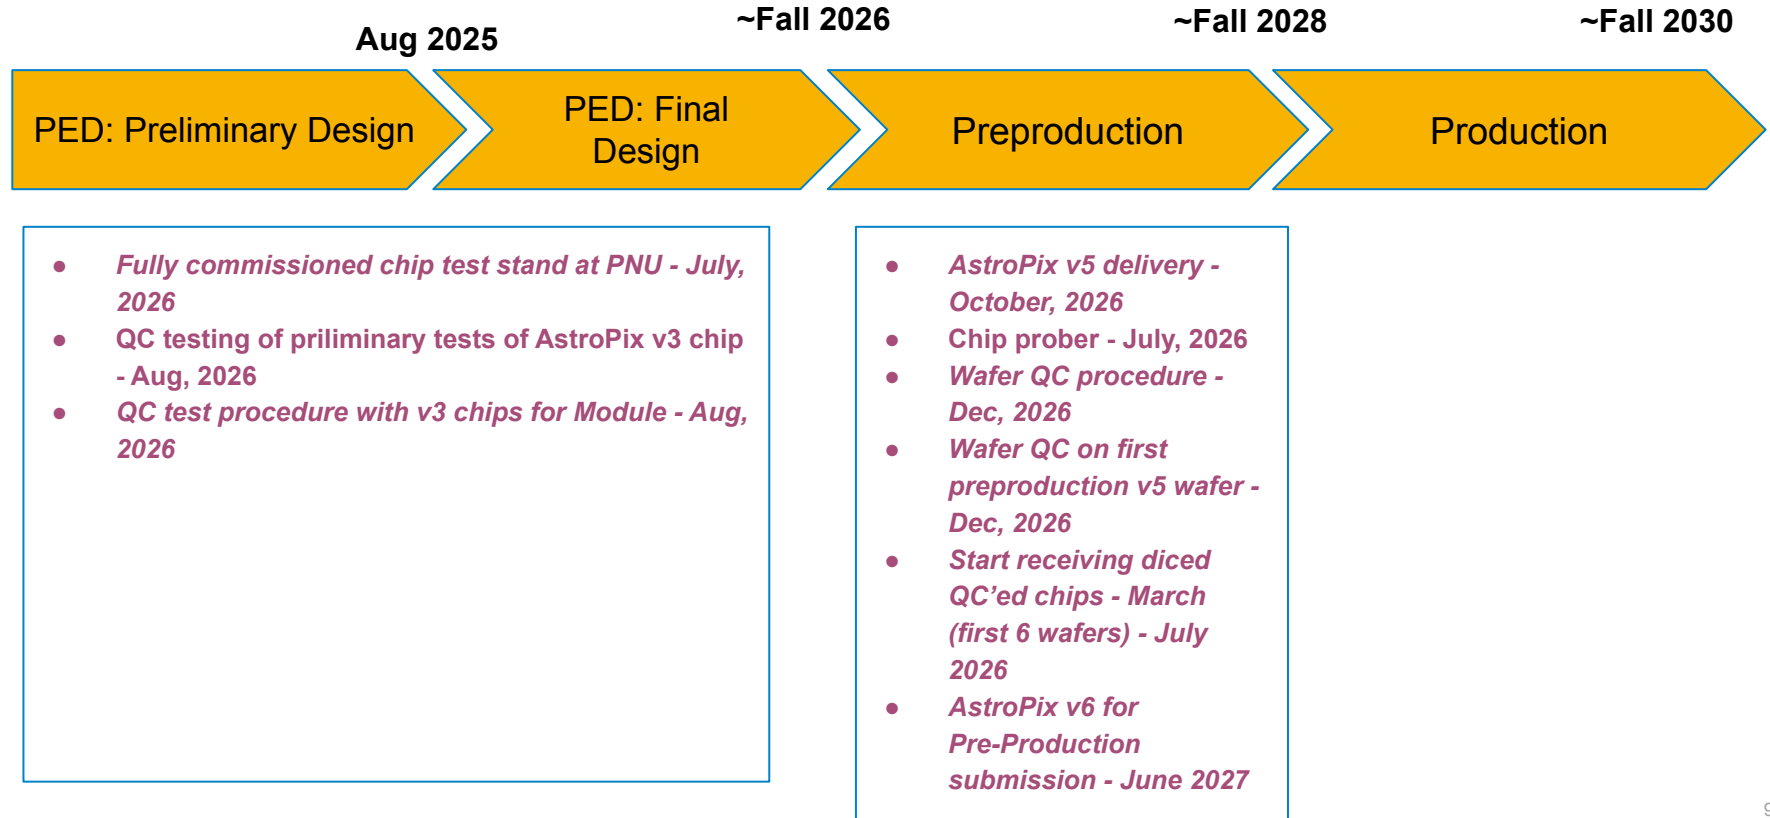 Aug 2025
~Fall 2026
~Fall 2028
~Fall 2030
PED: Preliminary Design
PED: Final
Design
Preproduction
Production
● Fully commissioned chip test stand at PNU - July,
2026
● QC testing of priliminary tests of AstroPix v3 chip
- Aug, 2026
● QC test procedure with v3 chips for Module - Aug,
2026
● AstroPix v5 delivery -
October, 2026
● Chip prober - July, 2026
● Wafer QC procedure -
Dec, 2026
● Wafer QC on first
preproduction v5 wafer -
Dec, 2026
● Start receiving diced
QC’ed chips - March
(first 6 wafers) - July
2026
● AstroPix v6 for
Pre-Production
submission - June 2027
9